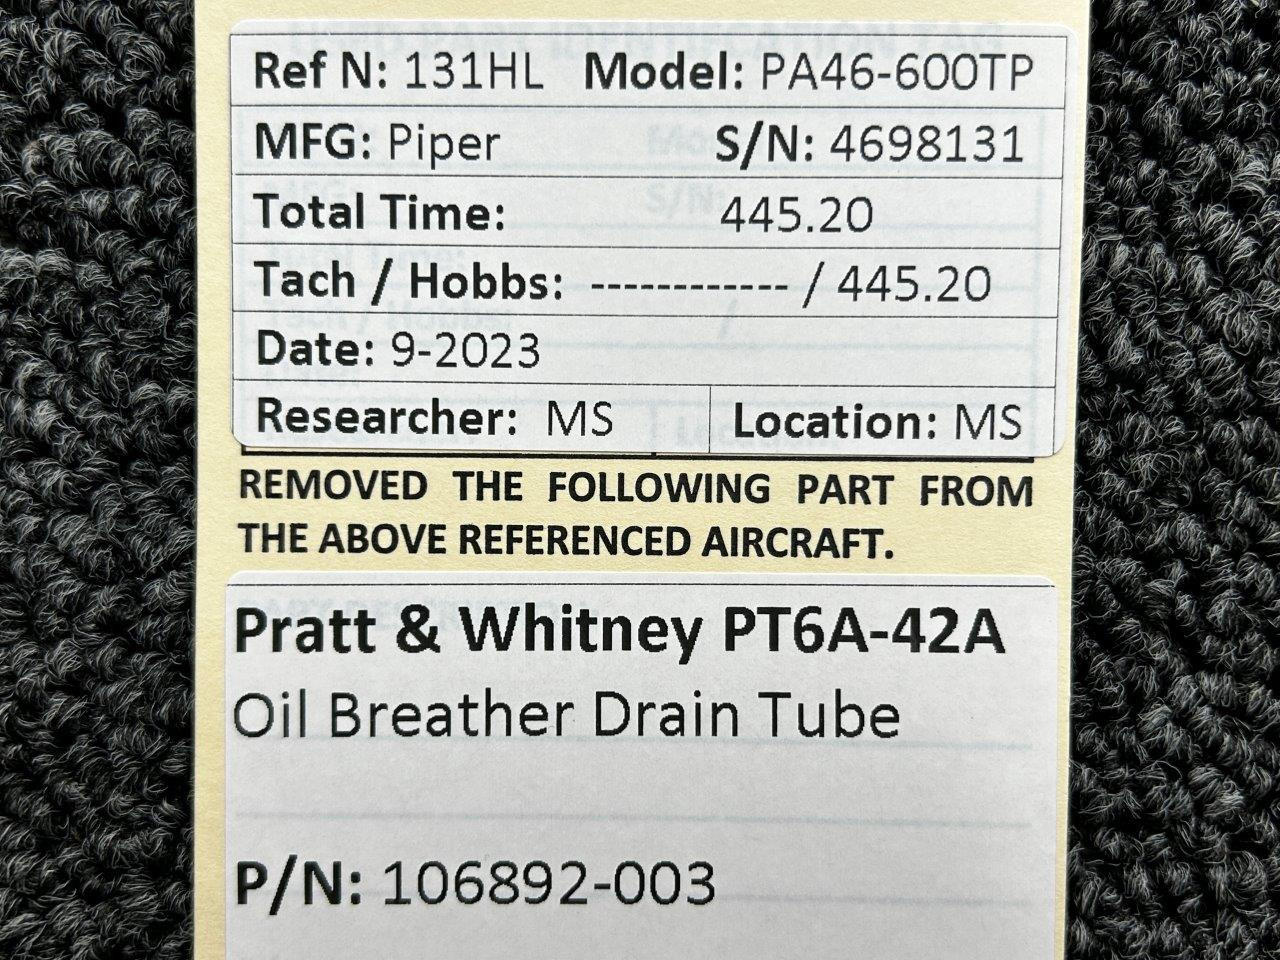 Ref N: 131HL Model: PA46-600TP
MFG: Piper S/N: 4698131
Total Time: 445.20
Tach / Hobbs: ------------ / 445.20
Date: 9-2023
Researcher: MS Location: MS
REMOVED THE FOLLOWING PART FROM
THE ABOVE REFERENCED AIRCRAFT.
Pratt & Whitney PT6A-42A
Oil Breather Drain Tube
P/N: 106892-003